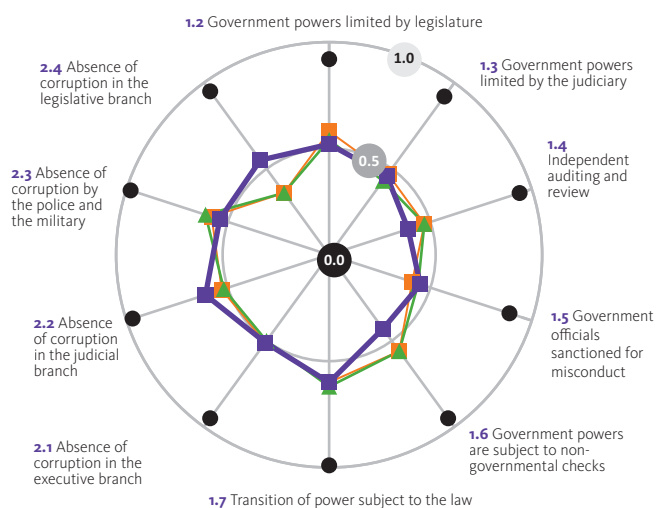 1.2 Government powers limited by legislature
1.0
1.3 Government powers
limited by the judiciary
2.4 Absence of
corruption in the
legislative branch
1.4
Independent
auditing and
review
0.5
2.3 Absence of
corruption by
the police and
the military
0.0
1.5 Government
officials
sanctioned for
misconduct
2.2 Absence
of corruption
in the judicial
branch
1.6 Government powers
are subject to non-
governmental checks
2.1 Absence of
corruption in the
executive branch
1.7 Transition of power subject to the law